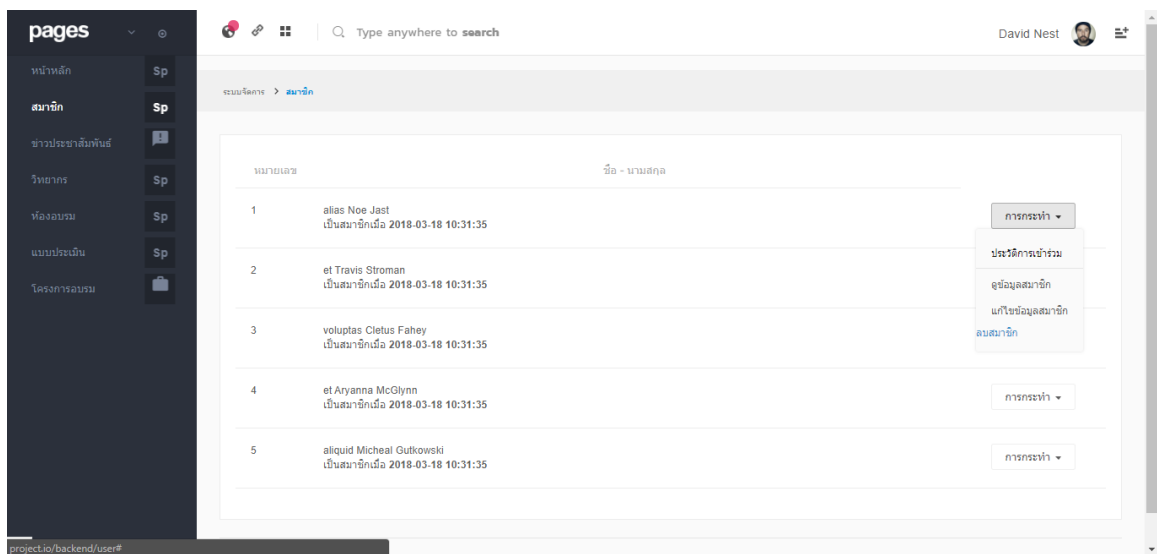 pages
Type anywhere to search
David Nest
หน้าหลัก
Sp
สมาชิก
Sp
ข่าวประชาสัมพันธ์
วิทยากร
Sp
ห้องอบรม
Sp
แบบประเมิน
Sp
โครงการอบรม
ระบบจัดการ > สมาชิก
หมายเลข
ชื่อ - นามสกุล
1
alias Noe Jast
เป็นสมาชิกเมื่อ 2018-03-18 10:31:35
การกระทำ
ประวัติการเข้าร่วม
ดูข้อมูลสมาชิก
แก้ไขข้อมูลสมาชิก
ลบสมาชิก
2
et Travis Stroman
เป็นสมาชิกเมื่อ 2018-03-18 10:31:35
3
voluptas Cletus Fahey
เป็นสมาชิกเมื่อ 2018-03-18 10:31:35
4
et Aryanna McGlynn
เป็นสมาชิกเมื่อ 2018-03-18 10:31:35
การกระทำ
5
aliquid Micheal Gutkowski
เป็นสมาชิกเมื่อ 2018-03-18 10:31:35
การกระทำ
project.io/backend/user#